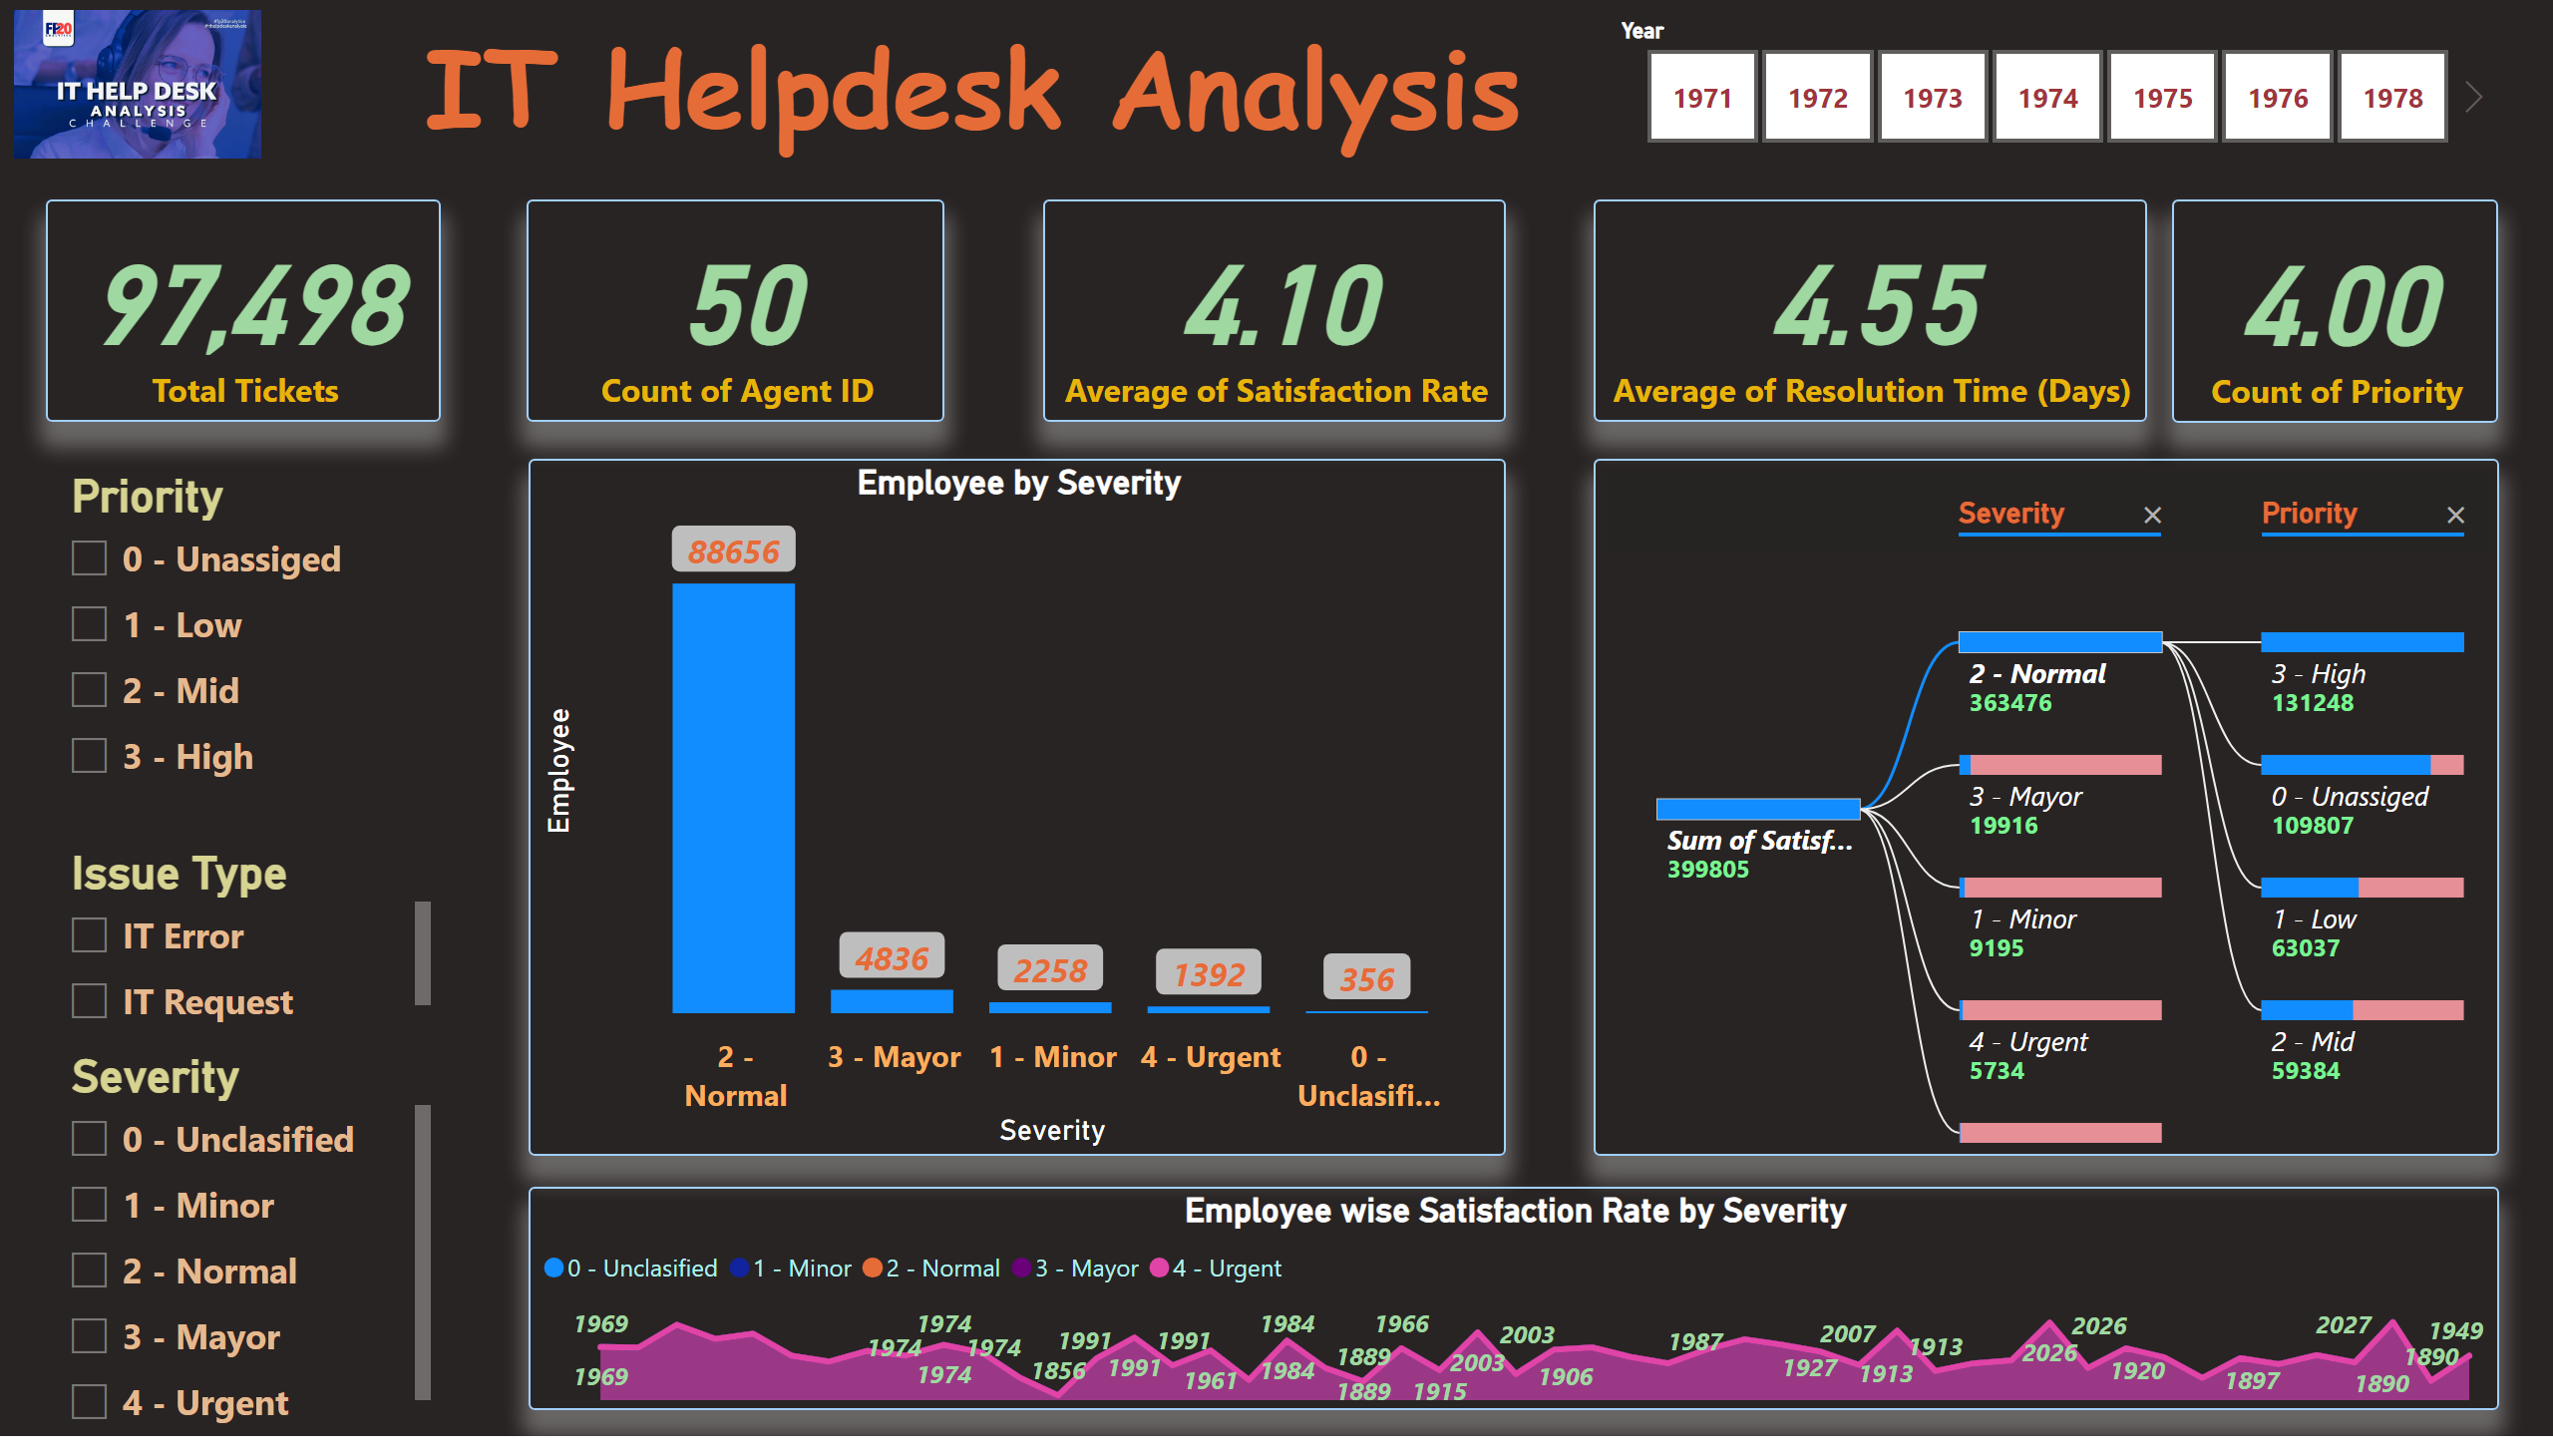 FP20
ANALYTICS
IT HELP DESK
ANALYSIS
CHALLENGE
IT Helpdesk Analysis
Year
1971 1972 1973 1974 1975 1976 1978
97,498
Total Tickets
50
Count of Agent ID
4.10
Average of Satisfaction Rate
4.55
Average of Resolution Time (Days)
4.00
Count of Priority
Priority
0 - Unassiged
1 - Low
2 - Mid
3 - High
Issue Type
IT Error
IT Request
Severity
0 - Unclasified
1 - Minor
2 - Normal
3 - Mayor
4 - Urgent
Employee by Severity
Employee
88656
4836
2258
1392
356
2 -
Normal
3 - Mayor
1 - Minor
4 - Urgent
0 -
Unclasifi...
Severity
Severity ×
Priority ×
Sum of Satisf...
399805
2 - Normal
363476
3 - Mayor
19916
1 - Minor
9195
4 - Urgent
5734
3 - High
131248
0 - Unassiged
109807
1 - Low
63037
2 - Mid
59384
Employee wise Satisfaction Rate by Severity
0 - Unclasified 1 - Minor 2 - Normal 3 - Mayor 4 - Urgent
1969
1969
1974
1974
1974
1974
1856
1991
1991
1991
1961
1984
1984
1966
1889
1889
1915
2003
2003
1906
1987
2007
1927
1913
1913
2026
2026
1920
1897
2027
1890
1890
1949